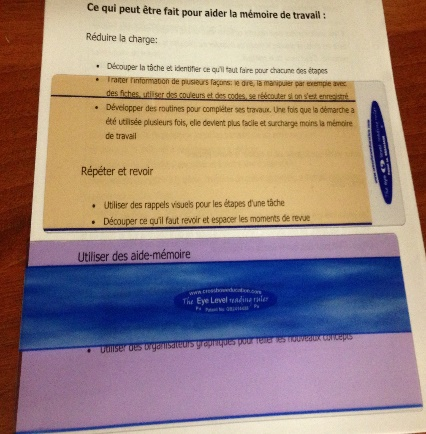 Ce qui peut être fait pour aider la mémoire de travail :
Réduire la charge:
• Découper la tâche et identifier ce qu'il faut faire pour chacune des étapes
• Traiter l'information de plusieurs façons: le dire, la manipuler par exemple avec
des fiches, utiliser des couleurs et des codes, se réécouter si on s'est enregistré
• Développer des routines pour compléter ses travaux. Une fois que la démarche a
été utilisée plusieurs fois, elle devient plus facile et surcharge moins la mémoire
de travail
Répéter et revoir
• Utiliser des rappels visuels pour les étapes d'une tâche
• Découper ce qu'il faut revoir et espacer les moments de revue
Utiliser des aide-mémoire
www.crossboweducation.com
The Eye Level reading ruler
• Utiliser des organisateurs graphiques pour relier les nouveaux concepts